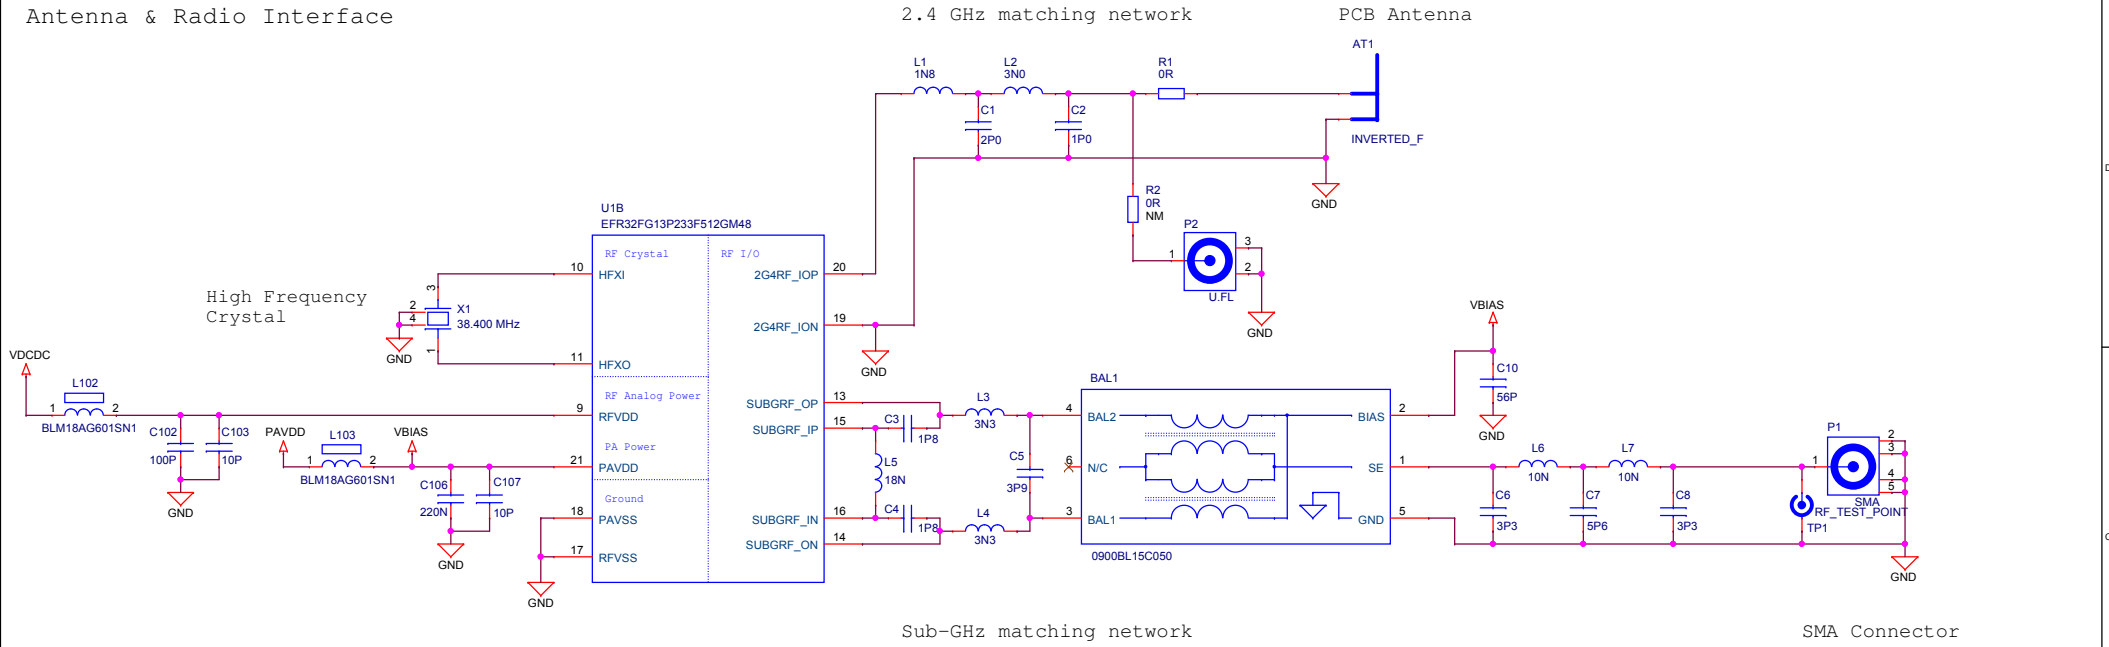 Antenna & Radio Interface
2.4 GHz matching network
PCB Antenna
AT1
L1
1N8
L2
3N0
R1
0R
C1
2P0
C2
1P0
INVERTED_F
GND
R2
0R
NM
P2
1
3
2
U.FL
GND
U1B
EFR32FG13P233F512GM48
RF Crystal
RF I/O
10
HFXI
2G4RF_IOP
20
High Frequency
Crystal
3
2
4
X1
38.400 MHz
1
GND
2G4RF_ION
19
GND
11
HFXO
VDCDC
L102
1
2
BLM18AG601SN1
C102
100P
C103
10P
GND
RF Analog Power
9
RFVDD
SUBGRF_OP
13
SUBGRF_IP
15
PAVDD
L103
VBIAS
1
2
BLM18AG601SN1
PA Power
21
PAVDD
C106
220N
C107
10P
GND
Ground
18
PAVSS
SUBGRF_IN
16
SUBGRF_ON
14
17
RFVSS
GND
C3
1P8
L5
18N
C4
1P8
L3
3N3
L4
3N3
C5
3P9
BAL1
4
BAL2
BIAS
2
6
N/C
SE
1
3
BAL1
GND
5
0900BL15C050
VBIAS
C10
56P
GND
L6
10N
L7
10N
C6
3P3
C7
5P6
C8
3P3
P1
1
2
3
4
5
SMA
RF_TEST_POINT
TP1
GND
D
C
Sub-GHz matching network
SMA Connector